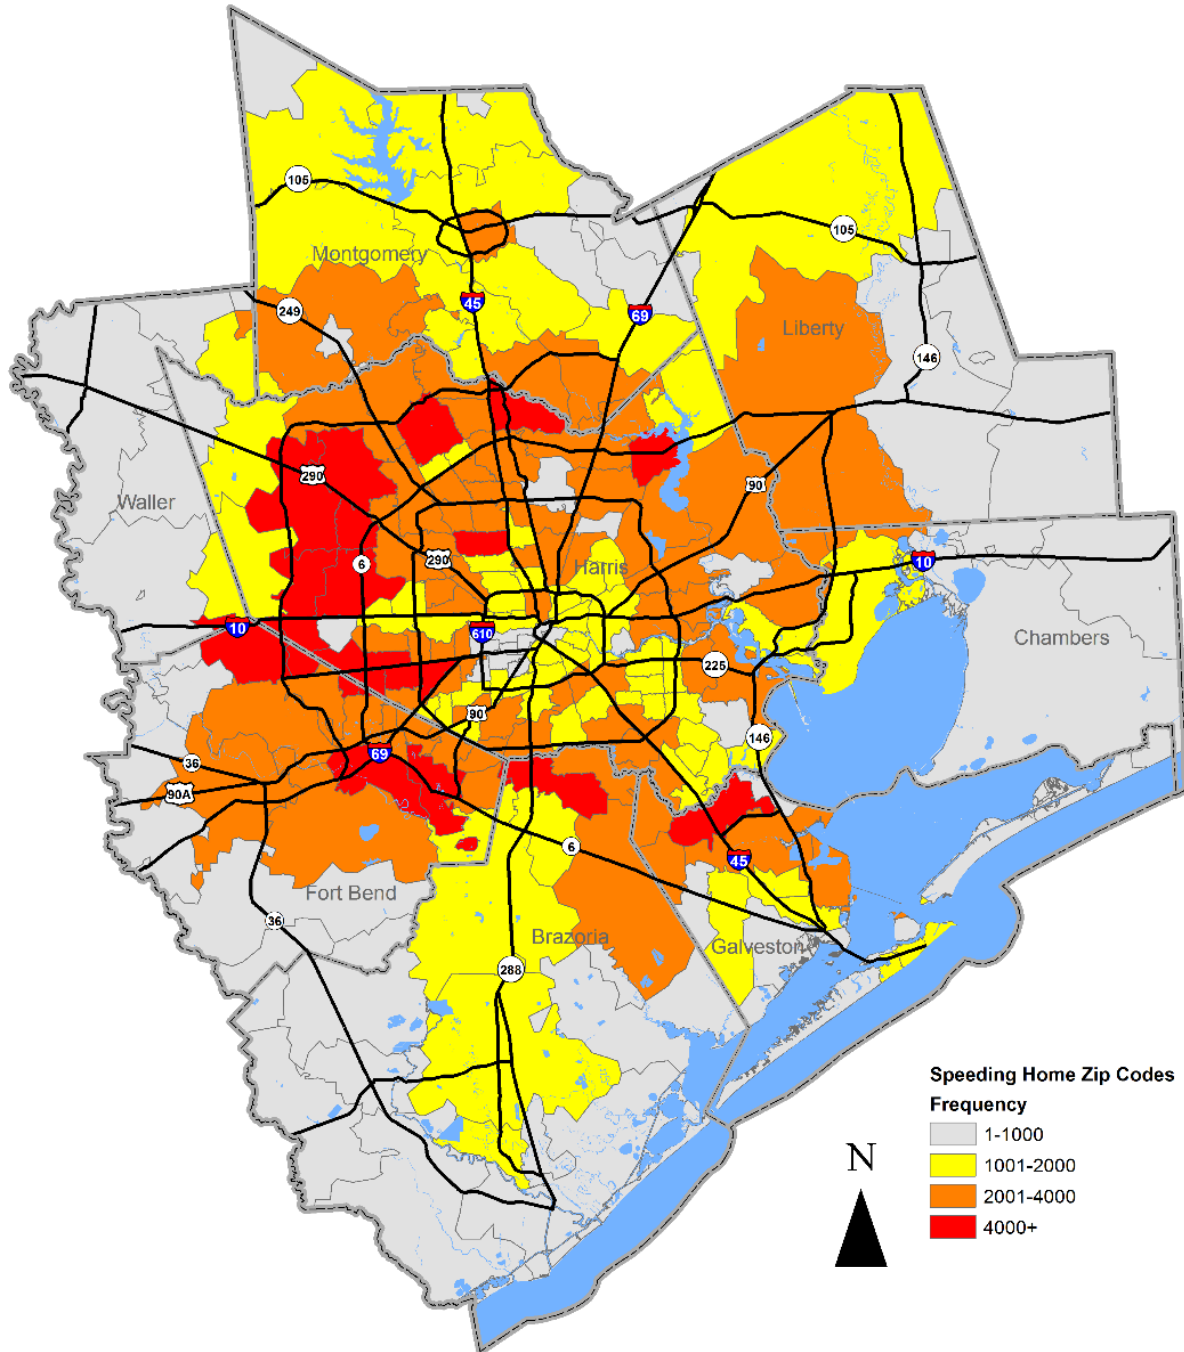 105
Montgomery
105
45
69
249
Liberty
146
290
Waller
90
290
6
Harris
10
10
610
Chambers
225
90
146
69
36
90A
6
45
Fort Bend
36
Brazoria
Galveston
288
Speeding Home Zip Codes
Frequency
1-1000
1001-2000
2001-4000
4000+
N